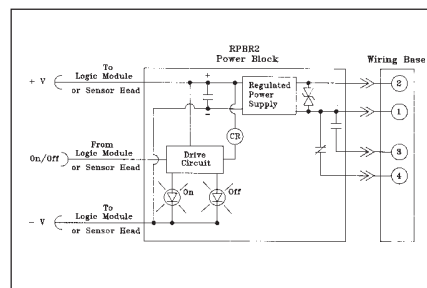 RPBR2
Power Block
Wiring Base
To
Logic Module
or Sensor Head
+ V
+
Regulated
Power
Supply
2
1
−
CR
From
Logic Module
or Sensor Head
On/Off
Drive
Circuit
3
4
On
Off
To
Logic Module
or Sensor Head
− V